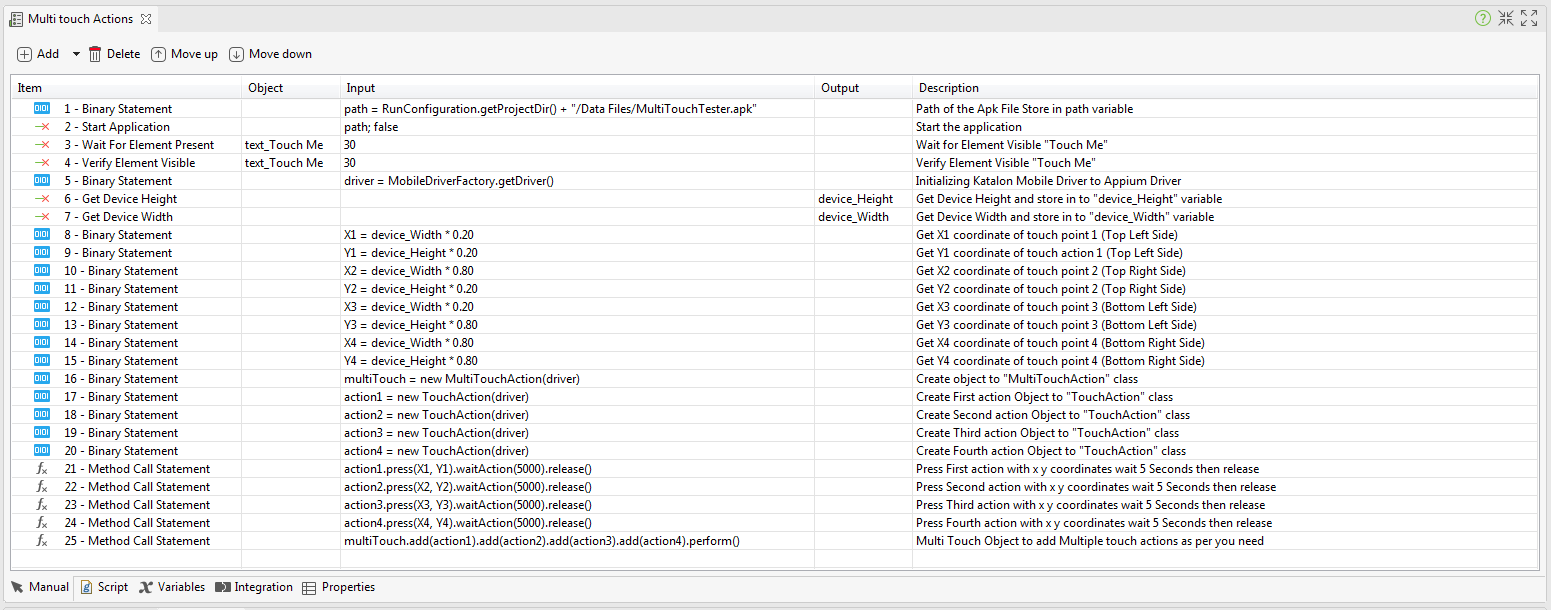 Multi touch Actions
Add Delete Move up Move down
Item Object Input Output Description
1 - Binary Statement path = RunConfiguration.getProjectDir() + "/Data Files/MultiTouchTester.apk" Path of the Apk File Store in path variable
2 - Start Application path; false Start the application
3 - Wait For Element Present text_Touch Me 30 Wait for Element Visible "Touch Me"
4 - Verify Element Visible text_Touch Me 30 Verify Element Visible "Touch Me"
5 - Binary Statement driver = MobileDriverFactory.getDriver() Initializing Katalon Mobile Driver to Appium Driver
6 - Get Device Height device_Height Get Device Height and store in to "device_Height" variable
7 - Get Device Width device_Width Get Device Width and store in to "device_Width" variable
8 - Binary Statement X1 = device_Width * 0.20 Get X1 coordinate of touch point 1 (Top Left Side)
9 - Binary Statement Y1 = device_Height * 0.20 Get Y1 coordinate of touch action 1 (Top Left Side)
10 - Binary Statement X2 = device_Width * 0.80 Get X2 coordinate of touch point 2 (Top Right Side)
11 - Binary Statement Y2 = device_Height * 0.20 Get Y2 coordinate of touch point 2 (Top Right Side)
12 - Binary Statement X3 = device_Width * 0.20 Get X3 coordinate of touch point 3 (Bottom Left Side)
13 - Binary Statement Y3 = device_Height * 0.80 Get Y3 coordinate of touch point 3 (Bottom Left Side)
14 - Binary Statement X4 = device_Width * 0.80 Get X4 coordinate of touch point 4 (Bottom Right Side)
15 - Binary Statement Y4 = device_Height * 0.80 Get Y4 coordinate of touch point 4 (Bottom Right Side)
16 - Binary Statement multiTouch = new MultiTouchAction(driver) Create object to "MultiTouchAction" class
17 - Binary Statement action1 = new TouchAction(driver) Create First action Object to "TouchAction" class
18 - Binary Statement action2 = new TouchAction(driver) Create Second action Object to "TouchAction" class
19 - Binary Statement action3 = new TouchAction(driver) Create Third action Object to "TouchAction" class
20 - Binary Statement action4 = new TouchAction(driver) Create Fourth action Object to "TouchAction" class
21 - Method Call Statement action1.press(X1, Y1).waitAction(5000).release() Press First action with x y coordinates wait 5 Seconds then release
22 - Method Call Statement action2.press(X2, Y2).waitAction(5000).release() Press Second action with x y coordinates wait 5 Seconds then release
23 - Method Call Statement action3.press(X3, Y3).waitAction(5000).release() Press Third action with x y coordinates wait 5 Seconds then release
24 - Method Call Statement action4.press(X4, Y4).waitAction(5000).release() Press Fourth action with x y coordinates wait 5 Seconds then release
25 - Method Call Statement multiTouch.add(action1).add(action2).add(action3).add(action4).perform() Multi Touch Object to add Multiple touch actions as per you need
Manual Script Variables Integration Properties